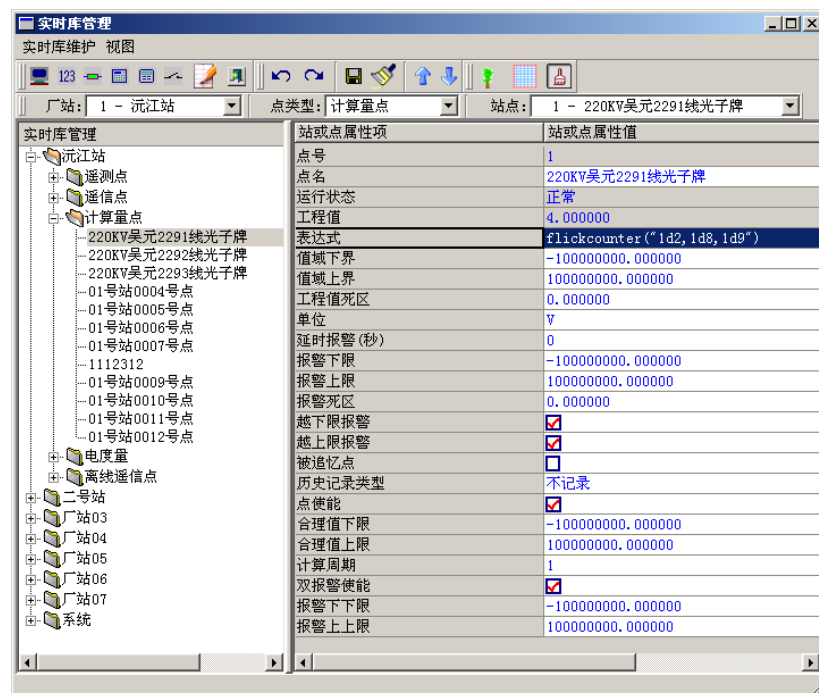 实时库管理
实时库维护 视图
123
厂站: 1 - 沅江站 点类型: 计算量点 站点: 1 - 220KV吴元2291线光子牌
实时库管理
沅江站
遥测点
遥信点
计算量点
220KV吴元2291线光子牌
220KV吴元2292线光子牌
220KV吴元2293线光子牌
01号站0004号点
01号站0005号点
01号站0006号点
01号站0007号点
1112312
01号站0009号点
01号站0010号点
01号站0011号点
01号站0012号点
电度量
离线遥信点
二号站
厂站03
厂站04
厂站05
厂站06
厂站07
系统
站或点属性项 站或点属性值
点号 1
点名 220KV吴元2291线光子牌
运行状态 正常
工程值 4.000000
表达式 flickcounter("1d2,1d8,1d9")
值域下界 -100000000.000000
值域上界 100000000.000000
工程值死区 0.000000
单位 V
延时报警(秒) 0
报警下限 -100000000.000000
报警上限 100000000.000000
报警死区 0.000000
越下限报警
越上限报警
被追忆点
历史记录类型 不记录
点使能
合理值下限 -100000000.000000
合理值上限 100000000.000000
计算周期 1
双报警使能
报警下下限 -100000000.000000
报警上上限 100000000.000000